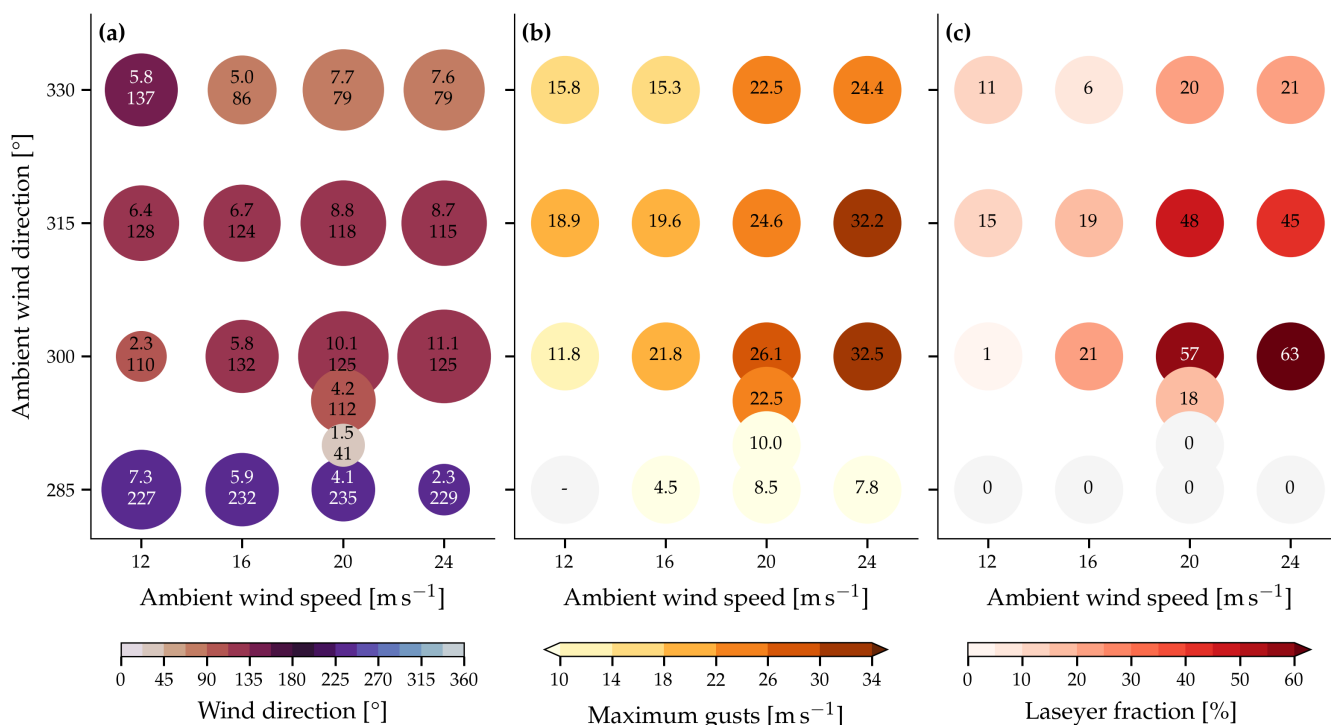 (a)
(b)
(c)
Ambient wind direction [°]
330
315
300
285
5.8
137
5.0
86
7.7
79
7.6
79
6.4
128
6.7
124
8.8
118
8.7
115
2.3
110
5.8
132
10.1
125
11.1
125
4.2
112
1.5
41
7.3
227
5.9
232
4.1
235
2.3
229
12 16 20 24
Ambient wind speed [m s⁻¹]
0 45 90 135 180 225 270 315 360
Wind direction [°]
15.8 15.3 22.5 24.4
18.9 19.6 24.6 32.2
11.8 21.8 26.1 32.5
22.5
10.0
- 4.5 8.5 7.8
12 16 20 24
Ambient wind speed [m s⁻¹]
10 14 18 22 26 30 34
Maximum gusts [m s⁻¹]
11 6 20 21
15 19 48 45
1 21 57 63
18
0
0 0 0 0
12 16 20 24
Ambient wind speed [m s⁻¹]
0 10 20 30 40 50 60
Laseyer fraction [%]